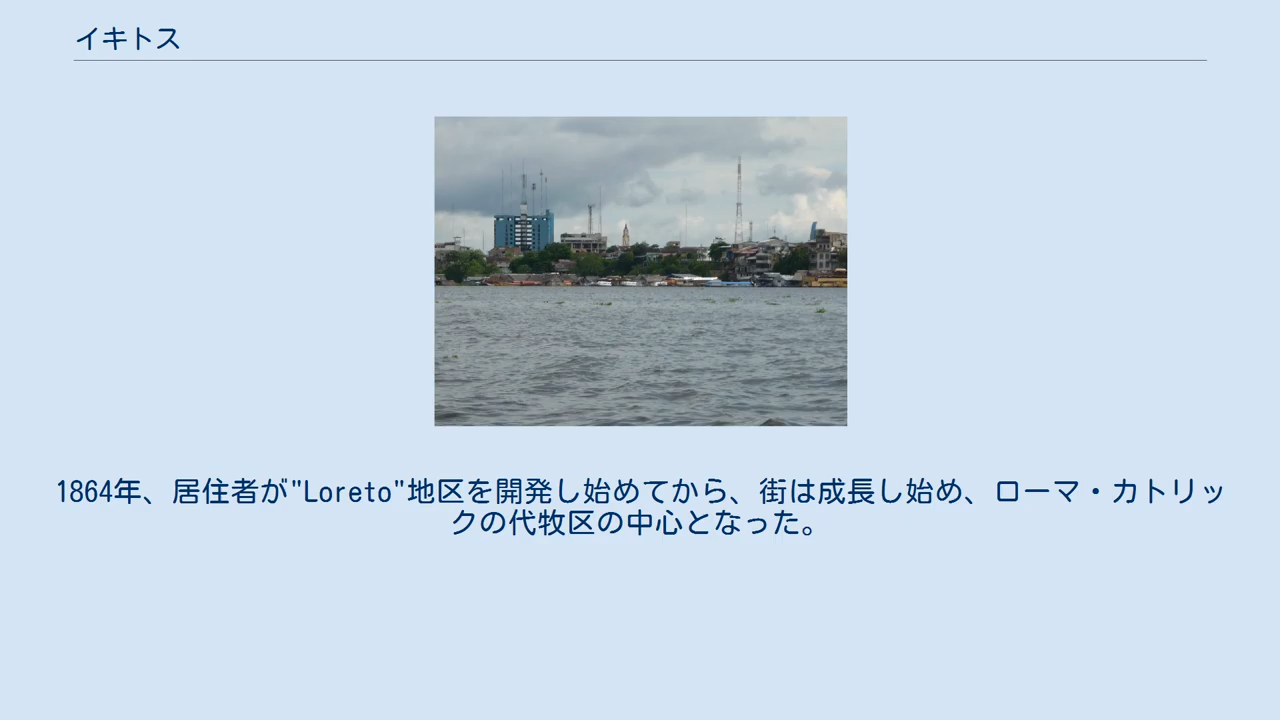 イキトス
1864年、居住者が"Loreto"地区を開発し始めてから、街は成長し始め、ローマ・カトリッ
クの代牧区の中心となった。